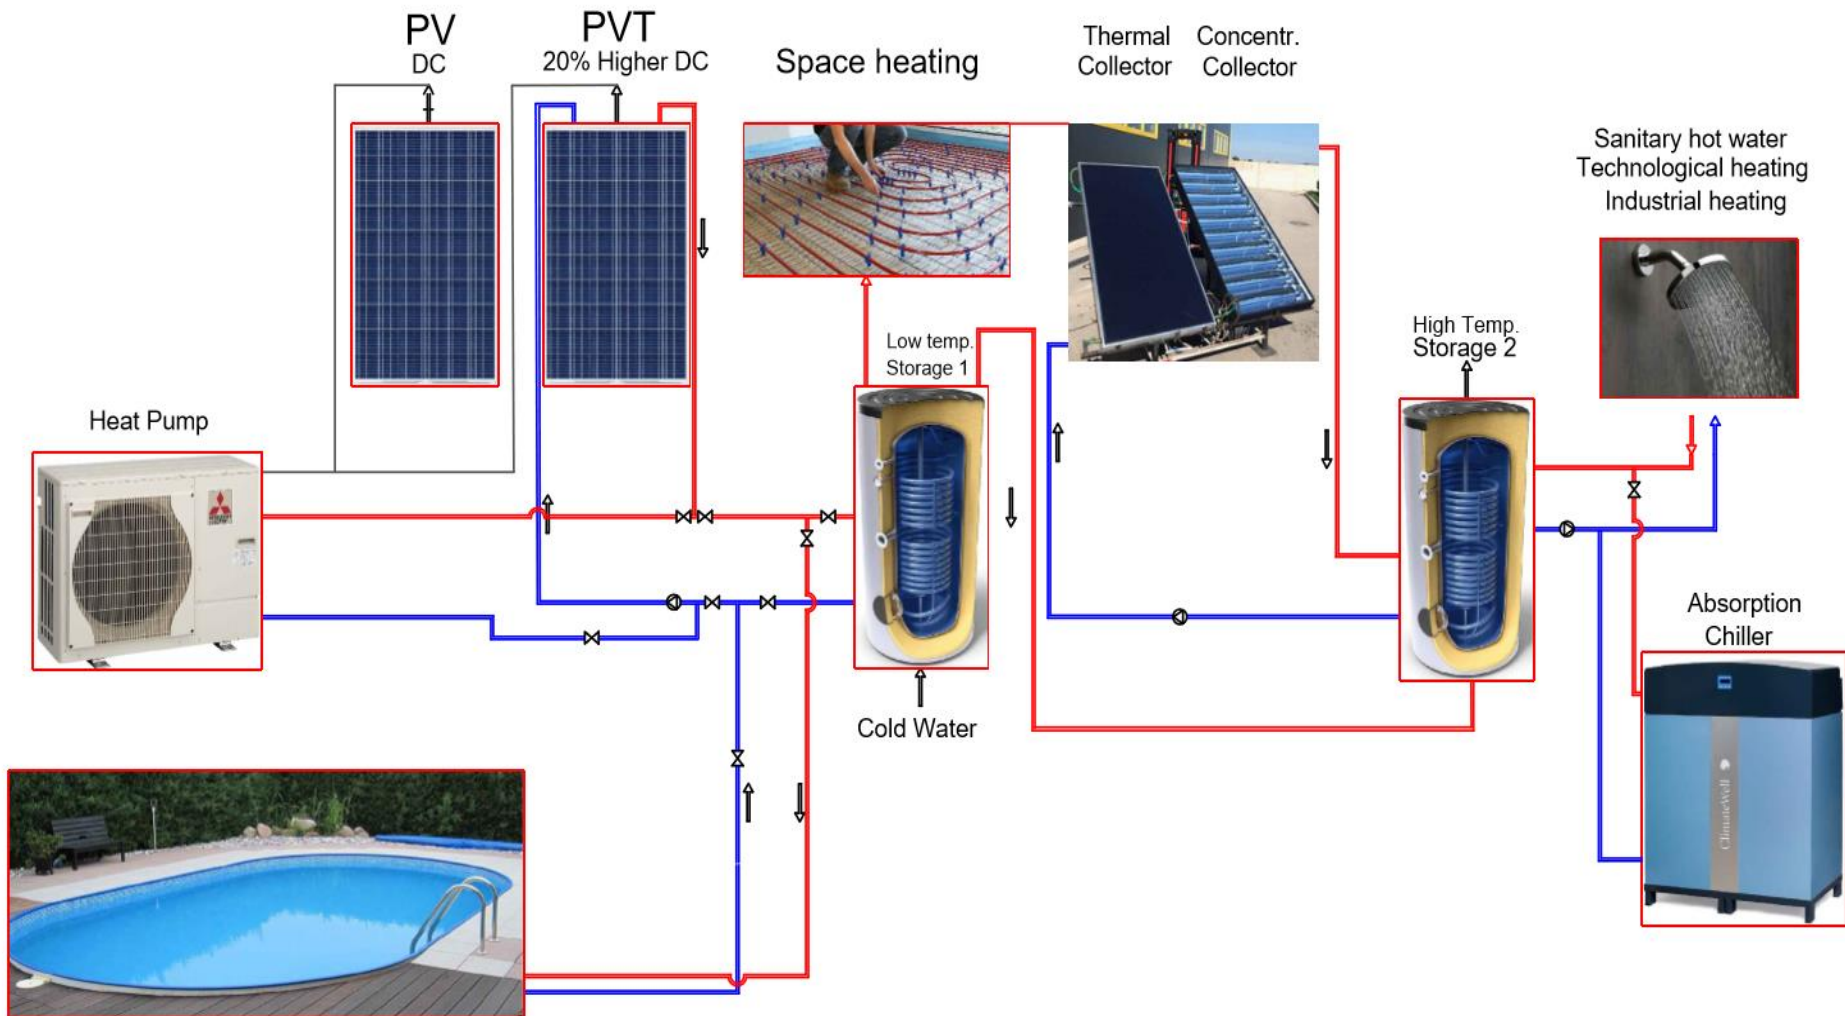 PV
DC
PVT
20% Higher DC
Space heating
Thermal
Collector
Concentr.
Collector
Sanitary hot water
Technological heating
Industrial heating
Low temp.
Storage 1
High Temp.
Storage 2
Heat Pump
Cold Water
Absorption
Chiller
ClimateWell